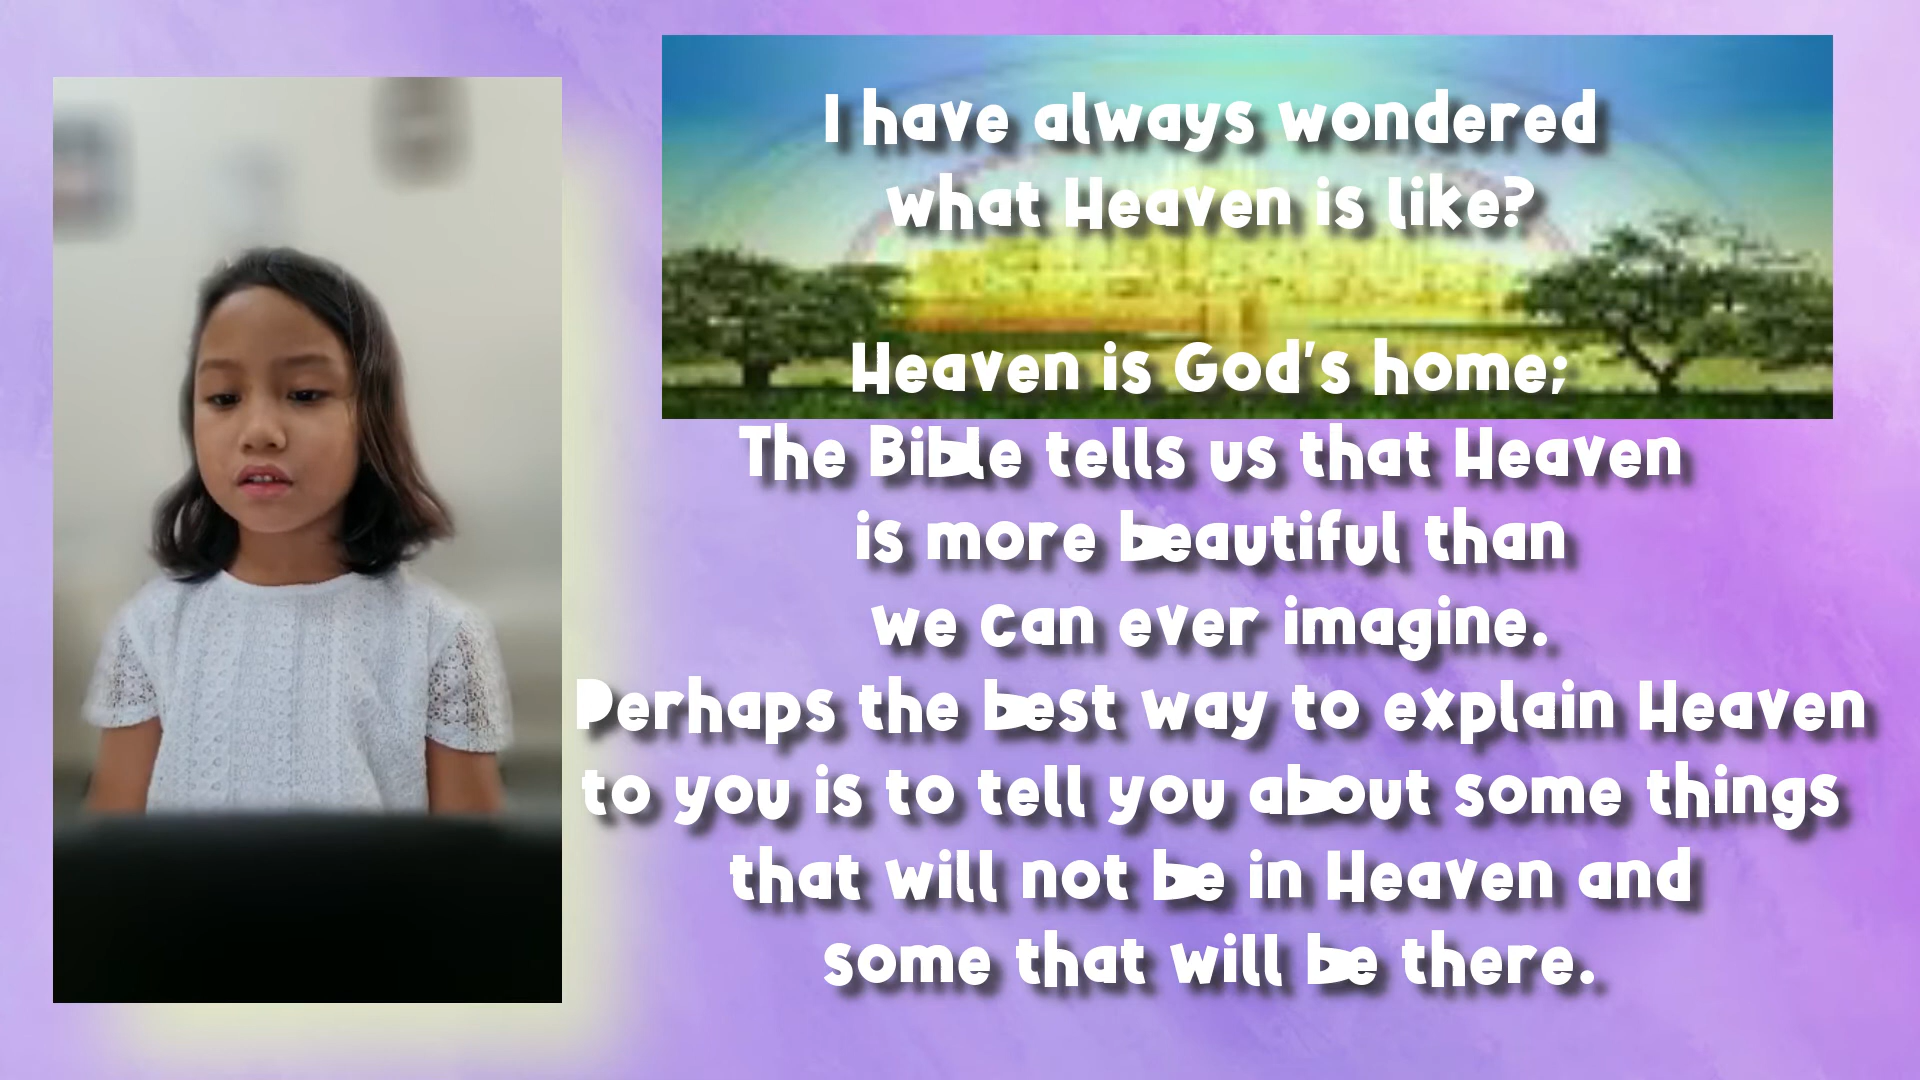 I have always wondered
what Heaven is like?
Heaven is God's home;
The Bible tells us that Heaven
is more beautiful than
we can ever imagine.
Perhaps the best way to explain Heaven
to you is to tell you about some things
that will not be in Heaven and
some that will be there.